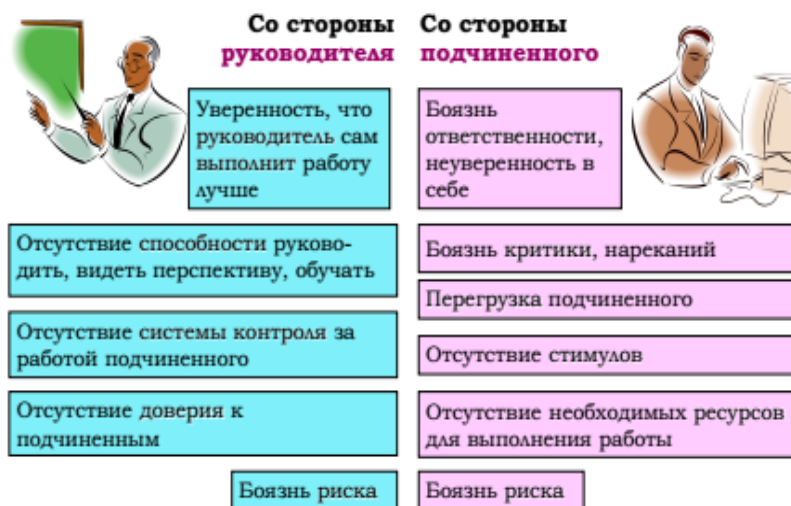 Со стороны
руководителя
Уверенность, что
руководитель сам
выполнит работу
лучше
Отсутствие способности руково-
дить, видеть перспективу, обучать
Отсутствие системы контроля за
работой подчиненного
Отсутствие доверия к
подчиненным
Боязнь риска
Со стороны
подчиненного
Боязнь
ответственности,
неуверенность в
себе
Боязнь критики, нареканий
Перегрузка подчиненного
Отсутствие стимулов
Отсутствие необходимых ресурсов
для выполнения работы
Боязнь риска